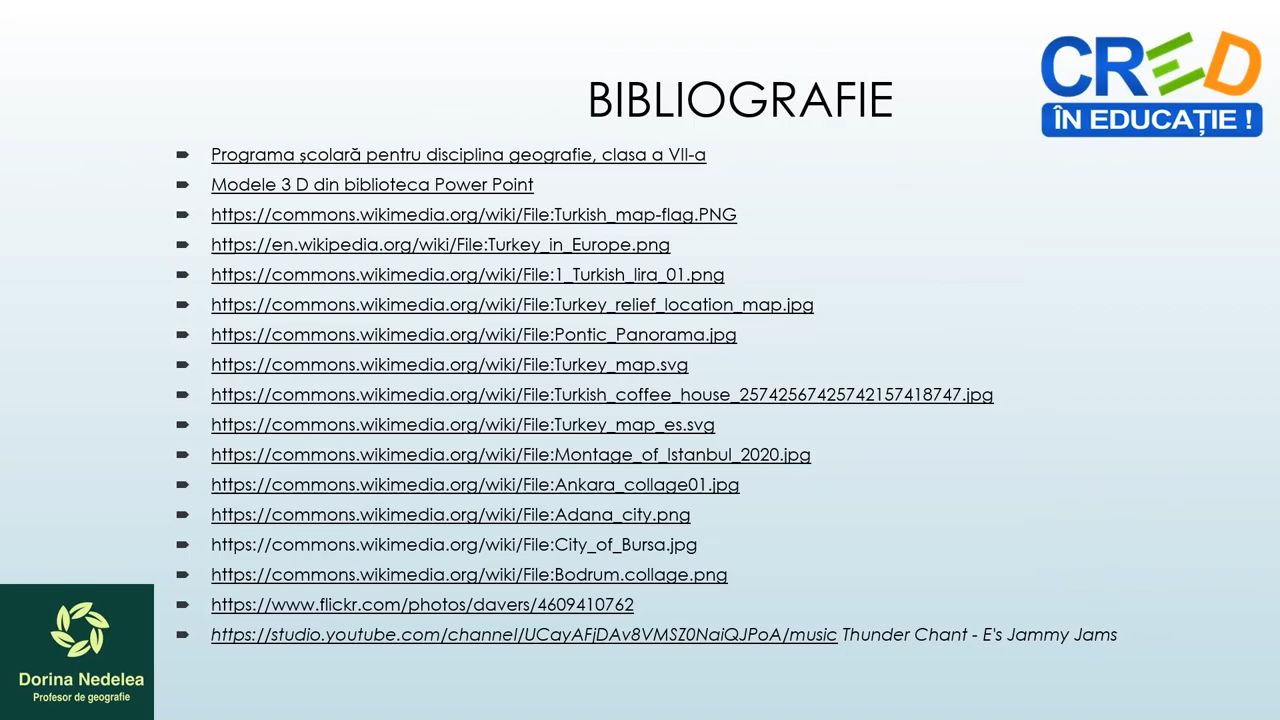 CRED
ÎN EDUCAȚIE !
BIBLIOGRAFIE
Programa școlară pentru disciplina geografie, clasa a VII-a
Modele 3 D din biblioteca Power Point
https://commons.wikimedia.org/wiki/File:Turkish_map-flag.PNG
https://en.wikipedia.org/wiki/File:Turkey_in_Europe.png
https://commons.wikimedia.org/wiki/File:1_Turkish_lira_01.png
https://commons.wikimedia.org/wiki/File:Turkey_relief_location_map.jpg
https://commons.wikimedia.org/wiki/File:Pontic_Panorama.jpg
https://commons.wikimedia.org/wiki/File:Turkey_map.svg
https://commons.wikimedia.org/wiki/File:Turkish_coffee_house_25742567425742157418747.jpg
https://commons.wikimedia.org/wiki/File:Turkey_map_es.svg
https://commons.wikimedia.org/wiki/File:Montage_of_Istanbul_2020.jpg
https://commons.wikimedia.org/wiki/File:Ankara_collage01.jpg
https://commons.wikimedia.org/wiki/File:Adana_city.png
https://commons.wikimedia.org/wiki/File:City_of_Bursa.jpg
https://commons.wikimedia.org/wiki/File:Bodrum.collage.png
https://www.flickr.com/photos/davers/4609410762
https://studio.youtube.com/channel/UCayAFjDAv8VMSZ0NaiQJPoA/music Thunder Chant - E's Jammy Jams
Dorina Nedelea
Profesor de geografie